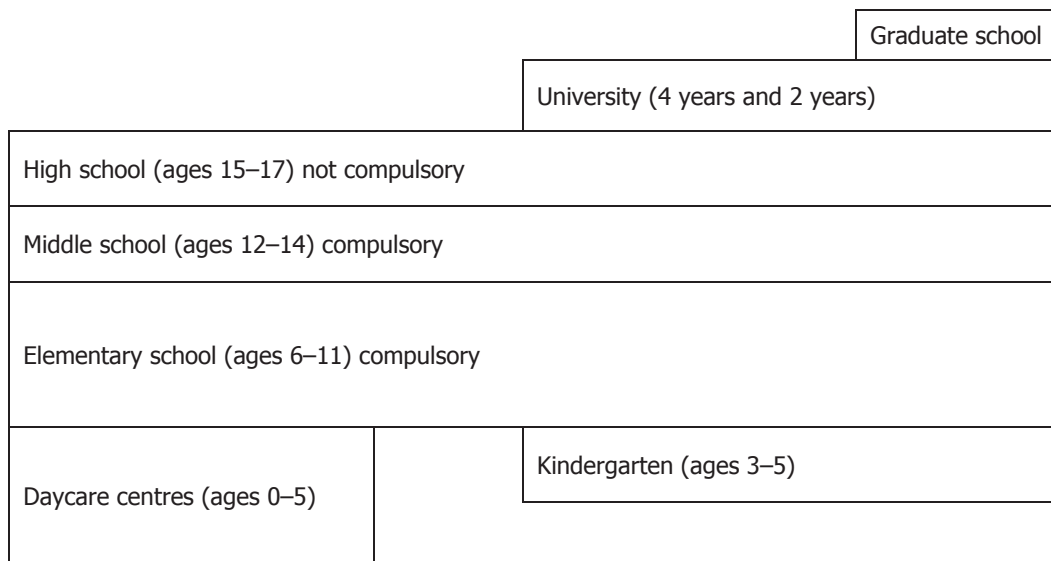 Graduate school
University (4 years and 2 years)
High school (ages 15–17) not compulsory
Middle school (ages 12–14) compulsory
Elementary school (ages 6–11) compulsory
Kindergarten (ages 3–5)
Daycare centres (ages 0–5)